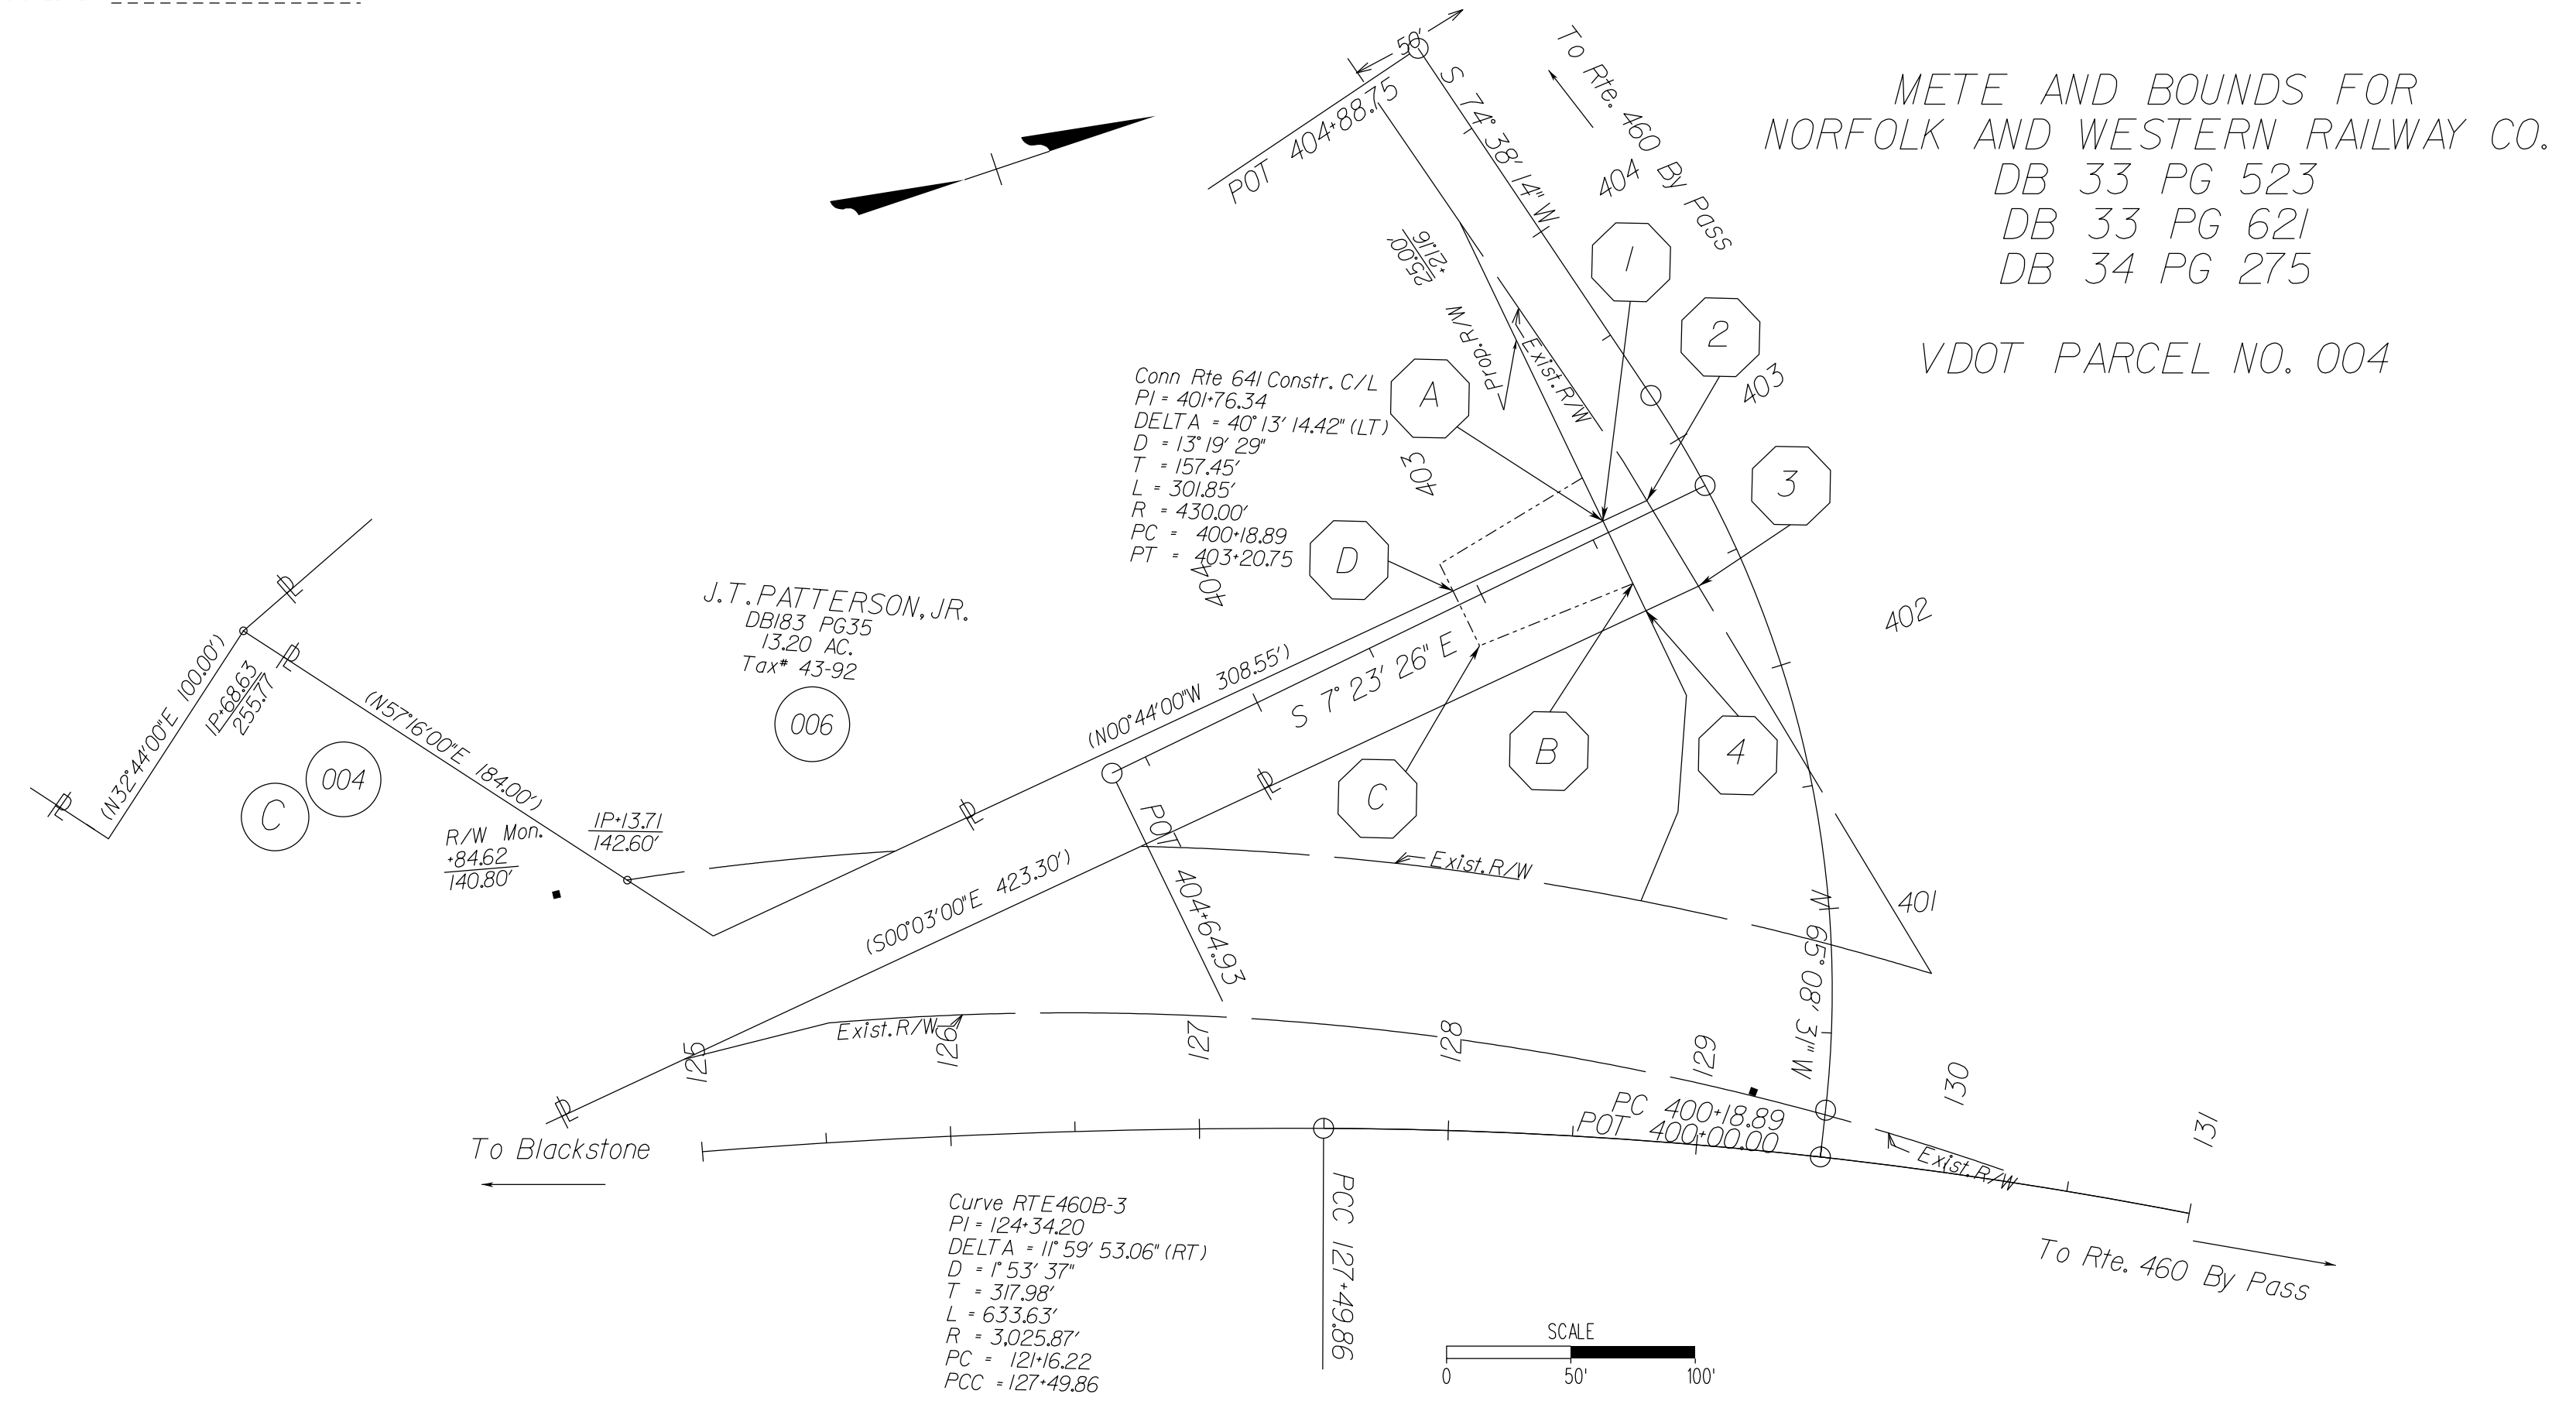 METE AND BOUNDS FOR
NORFOLK AND WESTERN RAILWAY CO.
DB 33 PG 523
DB 33 PG 621
DB 34 PG 275
VDOT PARCEL NO. 004
50'
POT 404+88.75
S 74° 38' 14" W
To Rte. 460 By Pass
404
403
402
401
25.00'
+21.16
Prop.R/W
Exist.R/W
1
2
3
A
D
C
B
4
Conn Rte 641 Constr. C/L
PI = 401+76.34
DELTA = 40° 13' 14.42" (LT)
D = 13° 19' 29"
T = 157.45'
L = 301.85'
R = 430.00'
PC = 400+18.89
PT = 403+20.75
403
404
J.T.PATTERSON,JR.
DB183 PG35
13.20 AC.
Tax# 43-92
006
(N32°44'00"E 100.00')
IP+68.63
255.77
(N57°16'00"E 184.00')
C
004
R/W Mon.
+84.62
140.80'
IP+13.71
142.60'
(N00°44'00"W 308.55')
S 7° 23' 26" E
(S00°03'00"E 423.30')
POT 404+64.93
Exist.R/W
N 65° 08' 31" W
Exist.R/W
125
126
127
128
129
130
131
PC 400+18.89
POT 400+00.00
Exist.R/W
To Blackstone
PCC 127+49.86
Curve RTE460B-3
PI = 124+34.20
DELTA = 11° 59' 53.06" (RT)
D = 1° 53' 37"
T = 317.98'
L = 633.63'
R = 3,025.87'
PC = 121+16.22
PCC = 127+49.86
To Rte. 460 By Pass
SCALE
0 50' 100'